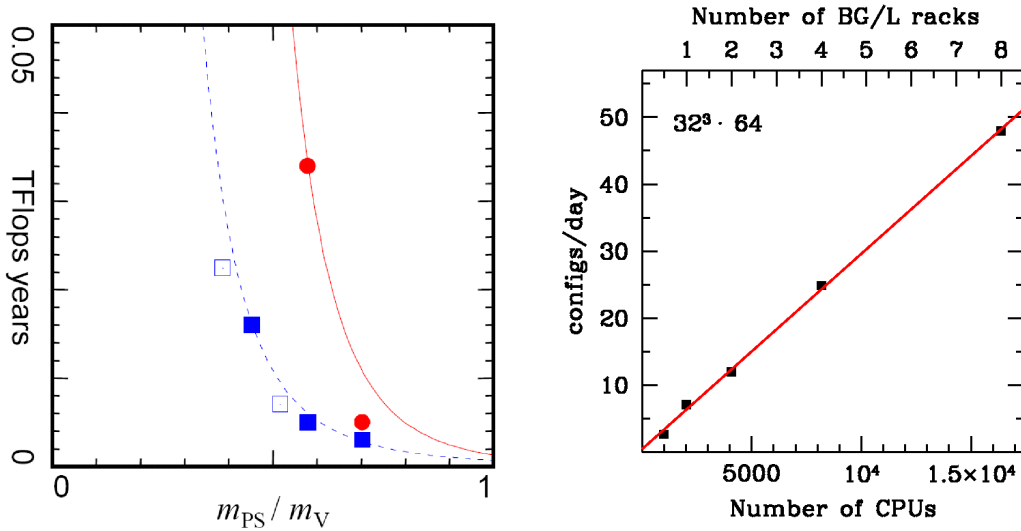 0.05
TFlops years
0
0
1
m_PS / m_V
Number of BG/L racks
1 2 3 4 5 6 7 8
32³ · 64
configs/day
50
40
30
20
10
5000 10⁴ 1.5×10⁴
Number of CPUs